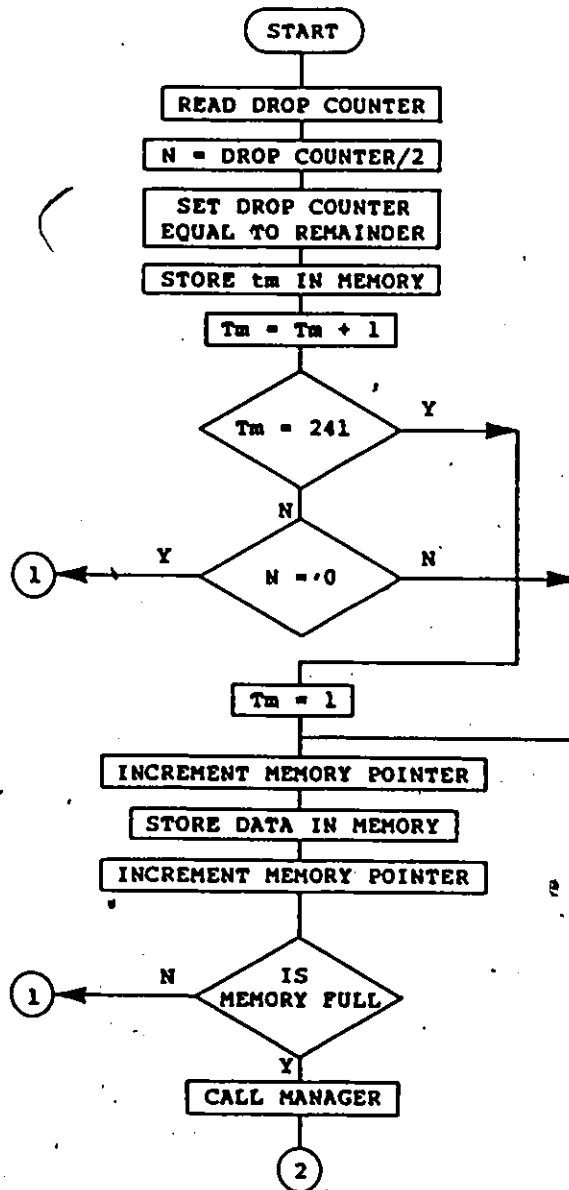 START
READ DROP COUNTER
N = DROP COUNTER/2
SET DROP COUNTER
EQUAL TO REMAINDER
STORE tm IN MEMORY
Tm = Tm + 1
Tm = 241
Y
N
N = 0
Y
N
1
Tm = 1
INCREMENT MEMORY POINTER
STORE DATA IN MEMORY
INCREMENT MEMORY POINTER
IS
MEMORY FULL
N
1
Y
CALL MANAGER
2